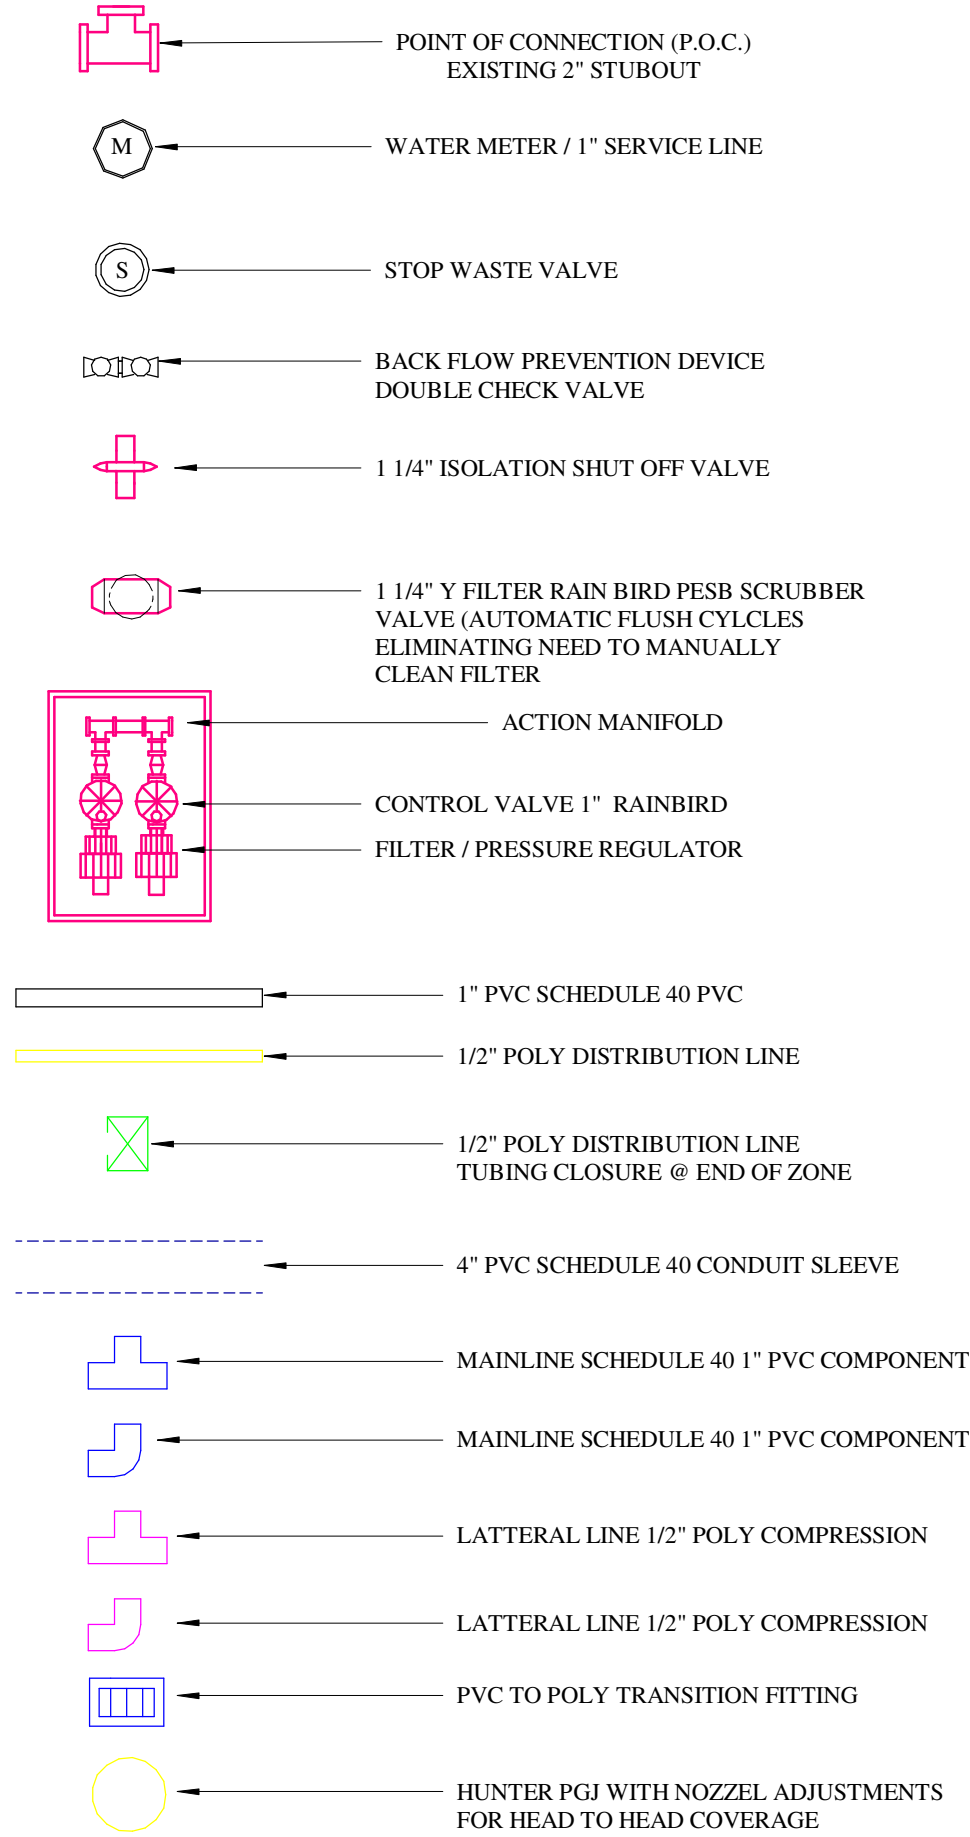 POINT OF CONNECTION (P.O.C.)
EXISTING 2" STUBOUT
M
WATER METER / 1" SERVICE LINE
S
STOP WASTE VALVE
BACK FLOW PREVENTION DEVICE
DOUBLE CHECK VALVE
1 1/4" ISOLATION SHUT OFF VALVE
1 1/4" Y FILTER RAIN BIRD PESB SCRUBBER
VALVE (AUTOMATIC FLUSH CYLCLES
ELIMINATING NEED TO MANUALLY
CLEAN FILTER
ACTION MANIFOLD
CONTROL VALVE 1" RAINBIRD
FILTER / PRESSURE REGULATOR
1" PVC SCHEDULE 40 PVC
1/2" POLY DISTRIBUTION LINE
1/2" POLY DISTRIBUTION LINE
TUBING CLOSURE @ END OF ZONE
4" PVC SCHEDULE 40 CONDUIT SLEEVE
MAINLINE SCHEDULE 40 1" PVC COMPONENT
MAINLINE SCHEDULE 40 1" PVC COMPONENT
LATTERAL LINE 1/2" POLY COMPRESSION
LATTERAL LINE 1/2" POLY COMPRESSION
PVC TO POLY TRANSITION FITTING
HUNTER PGJ WITH NOZZEL ADJUSTMENTS
FOR HEAD TO HEAD COVERAGE